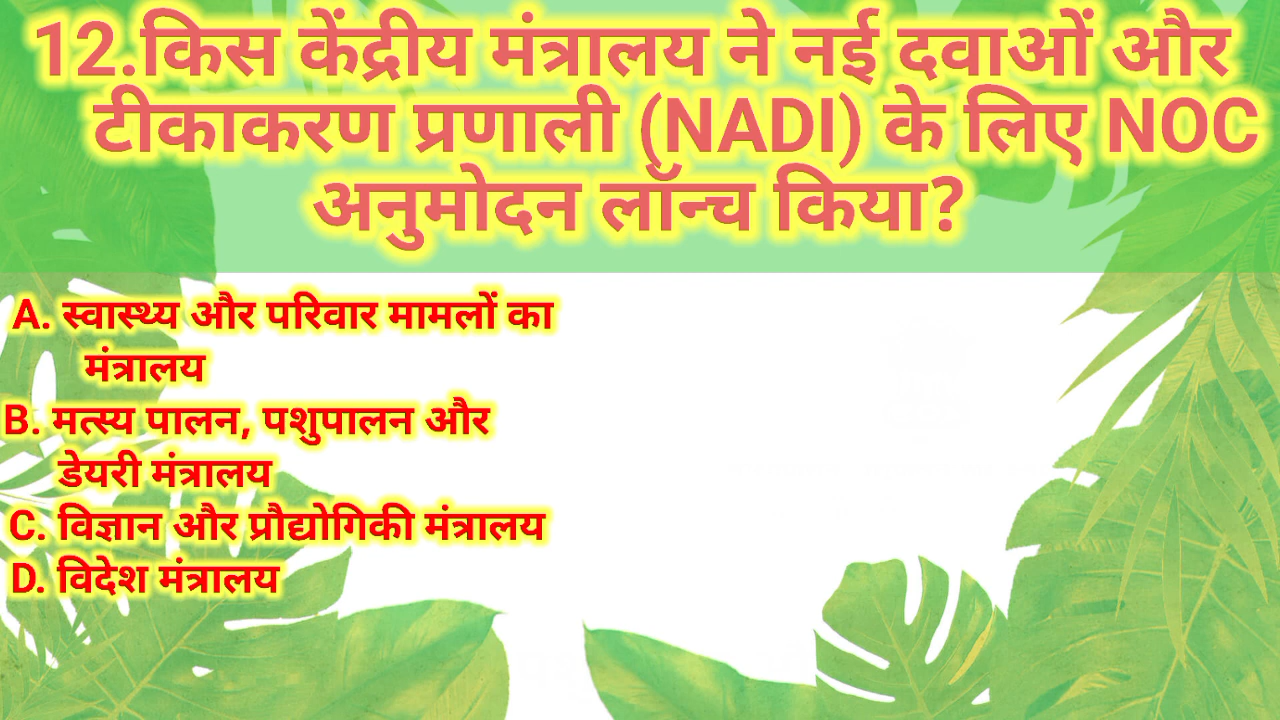 12.किस केंद्रीय मंत्रालय ने नई दवाओं और
टीकाकरण प्रणाली (NADI) के लिए NOC
अनुमोदन लॉन्च किया?
A. स्वास्थ्य और परिवार मामलों का
मंत्रालय
B. मत्स्य पालन, पशुपालन और
डेयरी मंत्रालय
C. विज्ञान और प्रौद्योगिकी मंत्रालय
D. विदेश मंत्रालय